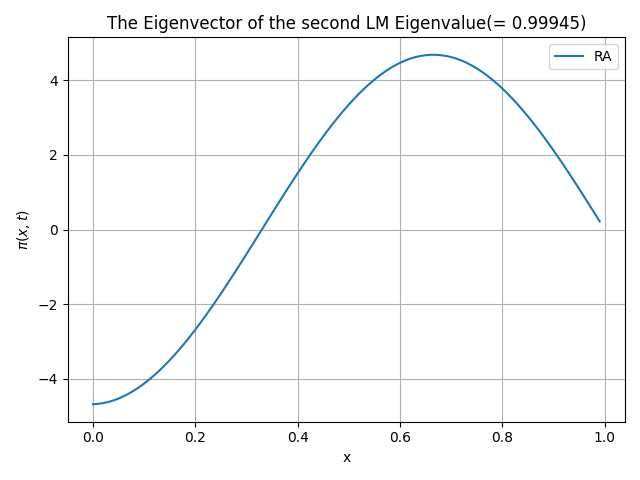 The Eigenvector of the second LM Eigenvalue(= 0.99945)
RA
4
2
0
−2
−4
π(x, t)
0.0 0.2 0.4 0.6 0.8 1.0
x